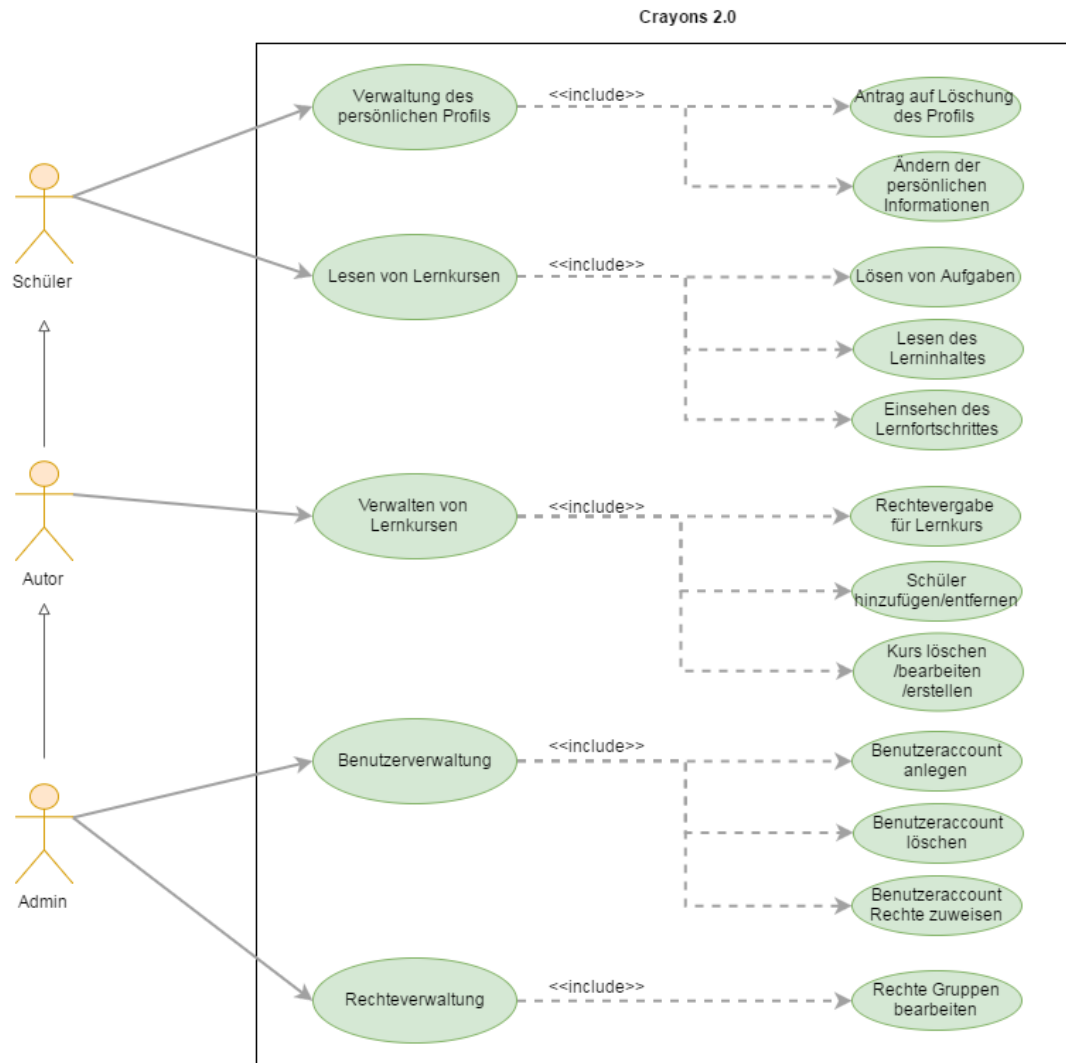 Crayons 2.0
Verwaltung des
persönlichen Profils
<<include>>
Antrag auf Löschung
des Profils
Ändern der
persönlichen
Informationen
Schüler
Lesen von Lernkursen
<<include>>
Lösen von Aufgaben
Lesen des
Lerninhaltes
Einsehen des
Lernfortschrittes
Autor
Verwalten von
Lernkursen
<<include>>
Rechtevergabe
für Lernkurs
Schüler
hinzufügen/entfernen
Kurs löschen
/bearbeiten
/erstellen
Admin
Benutzerverwaltung
<<include>>
Benutzeraccount
anlegen
Benutzeraccount
löschen
Benutzeraccount
Rechte zuweisen
Rechteverwaltung
<<include>>
Rechte Gruppen
bearbeiten